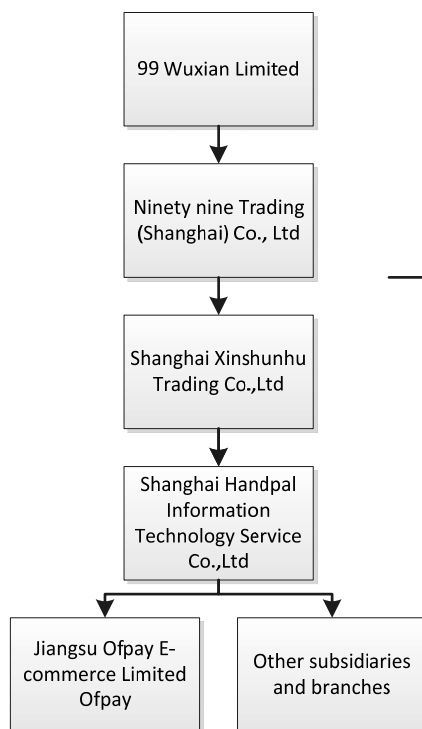 99 Wuxian Limited
Ninety nine Trading
(Shanghai) Co., Ltd
Shanghai Xinshunhu
Trading Co.,Ltd
Shanghai Handpal
Information
Technology Service
Co.,Ltd
Jiangsu Ofpay E-
commerce Limited
Ofpay
Other subsidiaries
and branches